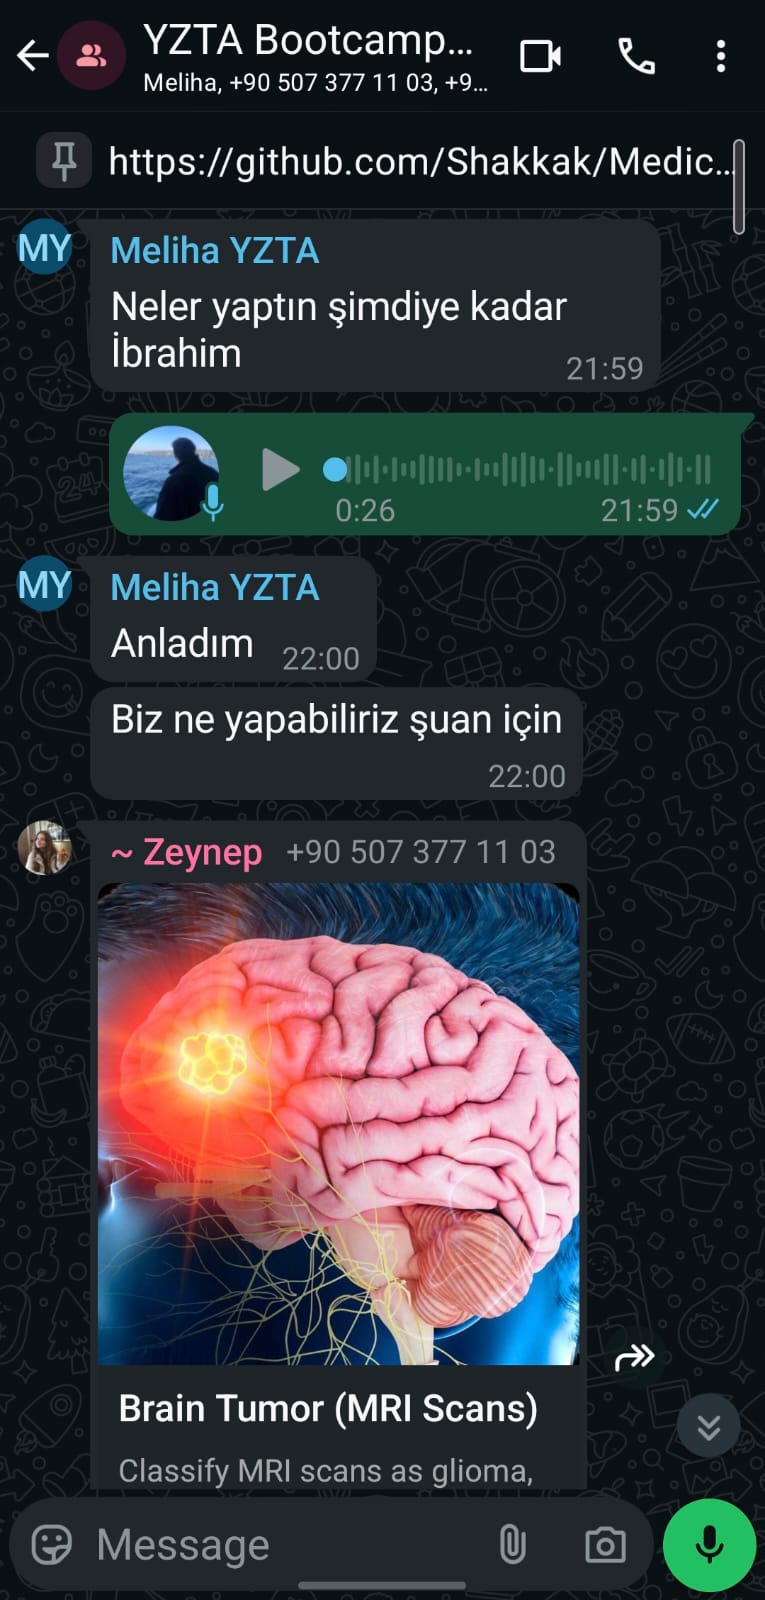 YZTA Bootcamp...
Meliha, +90 507 377 11 03, +9...
https://github.com/Shakkak/Medic...
MY
Meliha YZTA
Neler yaptın şimdiye kadar
İbrahim
21:59
0:26
21:59
MY
Meliha YZTA
Anladım
22:00
Biz ne yapabiliriz şuan için
22:00
~ Zeynep +90 507 377 11 03
Brain Tumor (MRI Scans)
Classify MRI scans as glioma,
Message